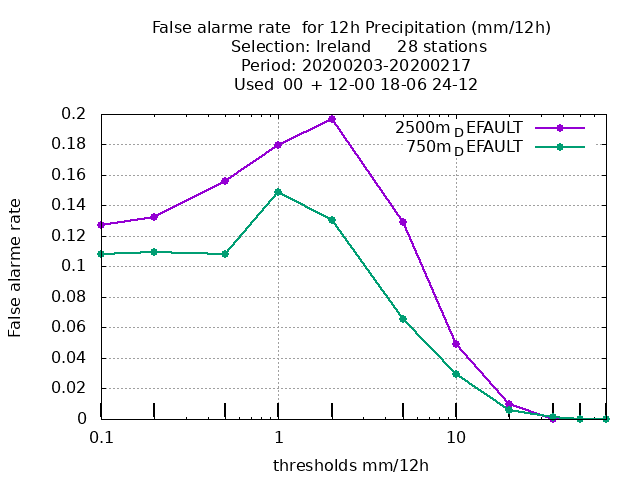 False alarme rate  for 12h Precipitation (mm/12h)
Selection: Ireland     28 stations
Period: 20200203-20200217
Used  00  + 12-00 18-06 24-12
2500m_DEFAULT
750m_DEFAULT
0.2
0.18
0.16
0.14
0.12
0.1
0.08
0.06
0.04
0.02
0
0.1
1
10
False alarme rate
thresholds mm/12h